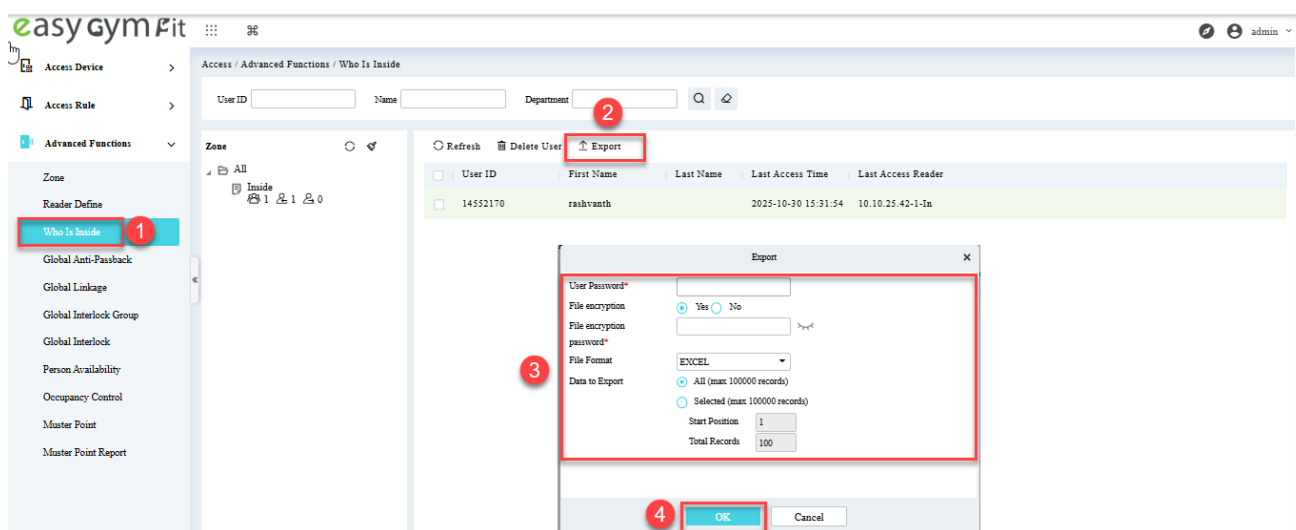 easy Gym Fit
admin
Access Device
Access Rule
Advanced Functions
Zone
Reader Define
Who Is Inside
1
Global Anti-Passback
Global Linkage
Global Interlock Group
Global Interlock
Person Availability
Occupancy Control
Muster Point
Muster Point Report
Access / Advanced Functions / Who Is Inside
User ID
Name
Department
2
Zone
All
Inside
1 1 0
Refresh Delete User Export
User ID First Name Last Name Last Access Time Last Access Reader
14552170 rashvanth 2025-10-30 15:31:54 10.10.25.42-1-In
Export
3
User Password*
File encryption Yes No
File encryption
password*
File Format EXCEL
Data to Export All (max 100000 records)
Selected (max 100000 records)
Start Position 1
Total Records 100
4
OK Cancel